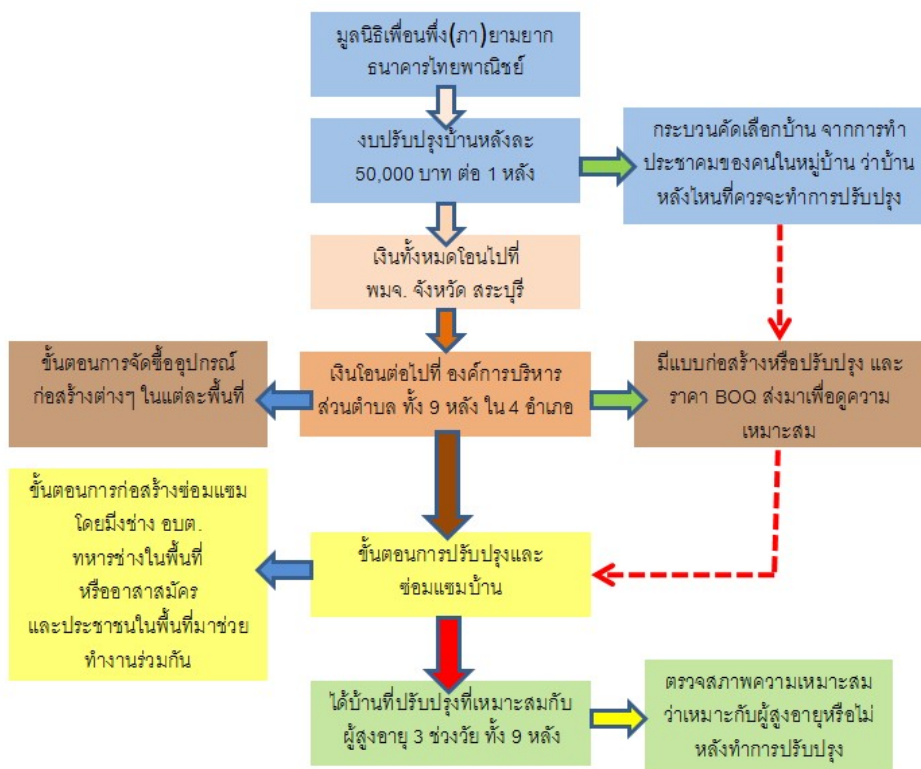 มูลนิธิเพื่อนพึ่ง(ภา)ยามยาก
ธนาคารไทยพาณิชย์
งบปรับปรุงบ้านหลังละ
50,000 บาท ต่อ 1 หลัง
กระบวนคัดเลือกบ้าน จากการทำ
ประชาคมของคนในหมู่บ้าน ว่าบ้าน
หลังไหนที่ควรจะทำการปรับปรุง
เงินทั้งหมดโอนไปที่
พมจ. จังหวัด สระบุรี
ขั้นตอนการจัดซื้ออุปกรณ์
ก่อสร้างต่างๆ ในแต่ละพื้นที่
เงินโอนต่อไปที่ องค์การบริหาร
ส่วนตำบล ทั้ง 9 หลัง ใน 4 อำเภอ
มีแบบก่อสร้างหรือปรับปรุง และ
ราคา BOQ ส่งมาเพื่อดูความ
เหมาะสม
ขั้นตอนการก่อสร้างซ่อมแซม
โดยมีงช่าง อบต.
ทหารช่างในพื้นที่
หรืออาสาสมัคร
และประชาชนในพื้นที่มาช่วย
ทำงานร่วมกัน
ขั้นตอนการปรับปรุงและ
ซ่อมแซมบ้าน
ได้บ้านที่ปรับปรุงที่เหมาะสมกับ
ผู้สูงอายุ 3 ช่วงวัย ทั้ง 9 หลัง
ตรวจสภาพความเหมาะสม
ว่าเหมาะกับผู้สูงอายุหรือไม่
หลังทำการปรับปรุง